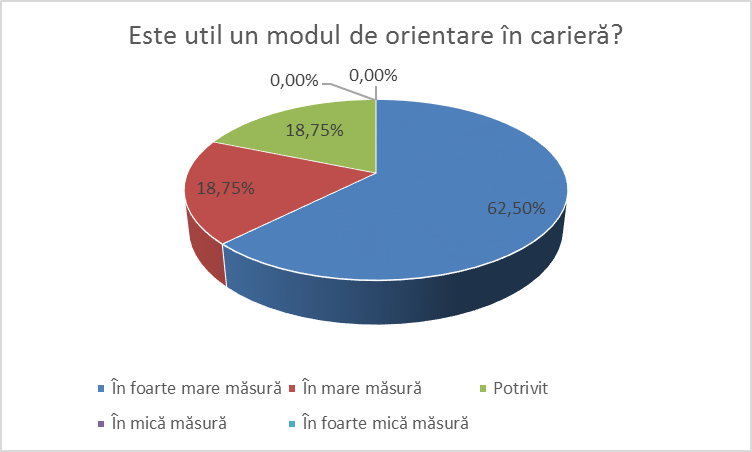 Este util un modul de orientare în carieră?
0,00% 0,00%
18,75%
18,75%
62,50%
În foarte mare măsură În mare măsură Potrivit
În mică măsură În foarte mică măsură